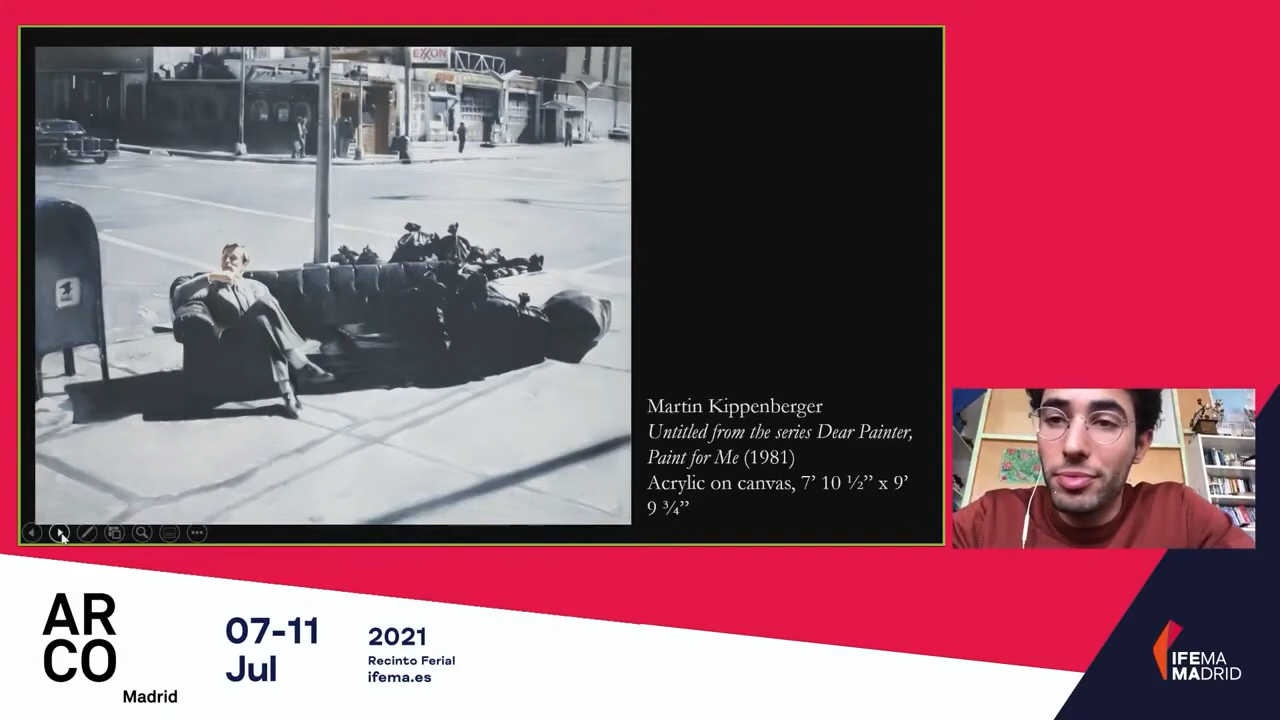 EXXON
Martin Kippenberger
Untitled from the series Dear Painter,
Paint for Me (1981)
Acrylic on canvas, 7’ 10 ½” x 9’
9 ¾”
AR
CO
Madrid
07-11
Jul
2021
Recinto Ferial
ifema.es
IFEMA
MADRID